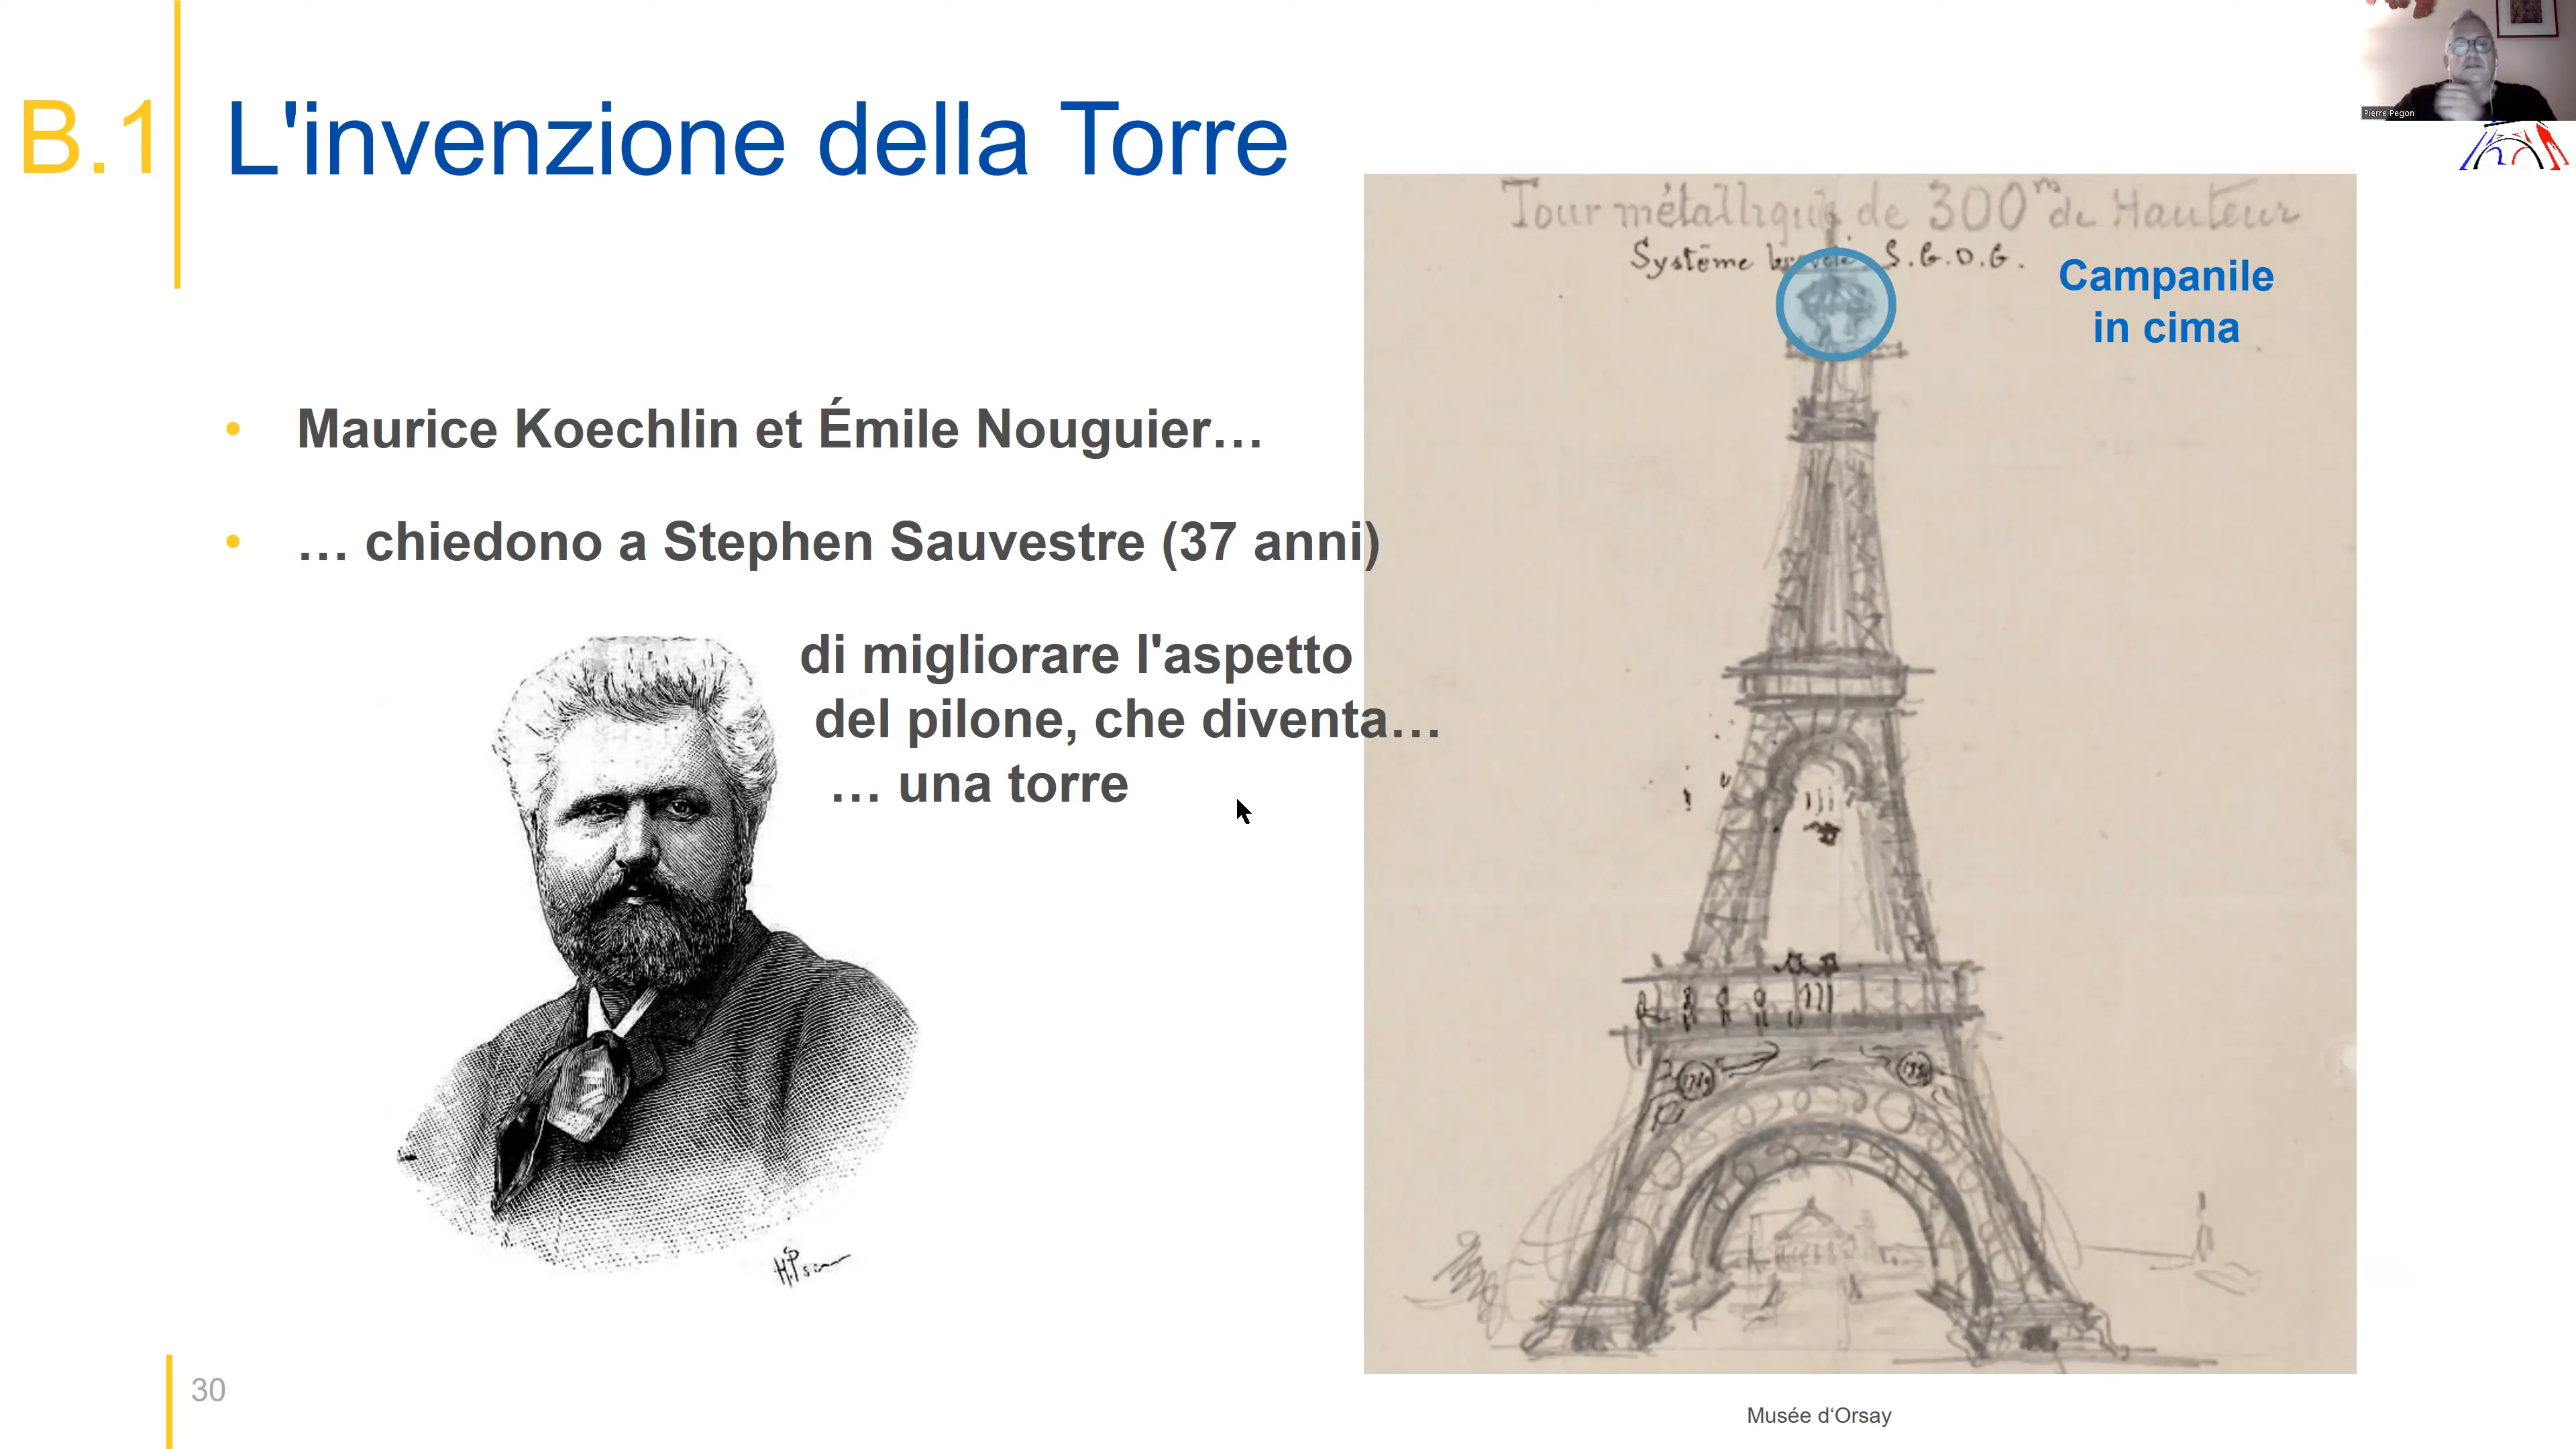 B.1
L'invenzione della Torre
Pierre Pegon
Maurice Koechlin et Émile Nouguier…
… chiedono a Stephen Sauvestre (37 anni)
di migliorare l'aspetto
del pilone, che diventa…
… una torre
Tour métallique de 300m de Hauteur
Système breveté S.G.D.G.
Campanile
in cima
1789
30
Musée d'Orsay